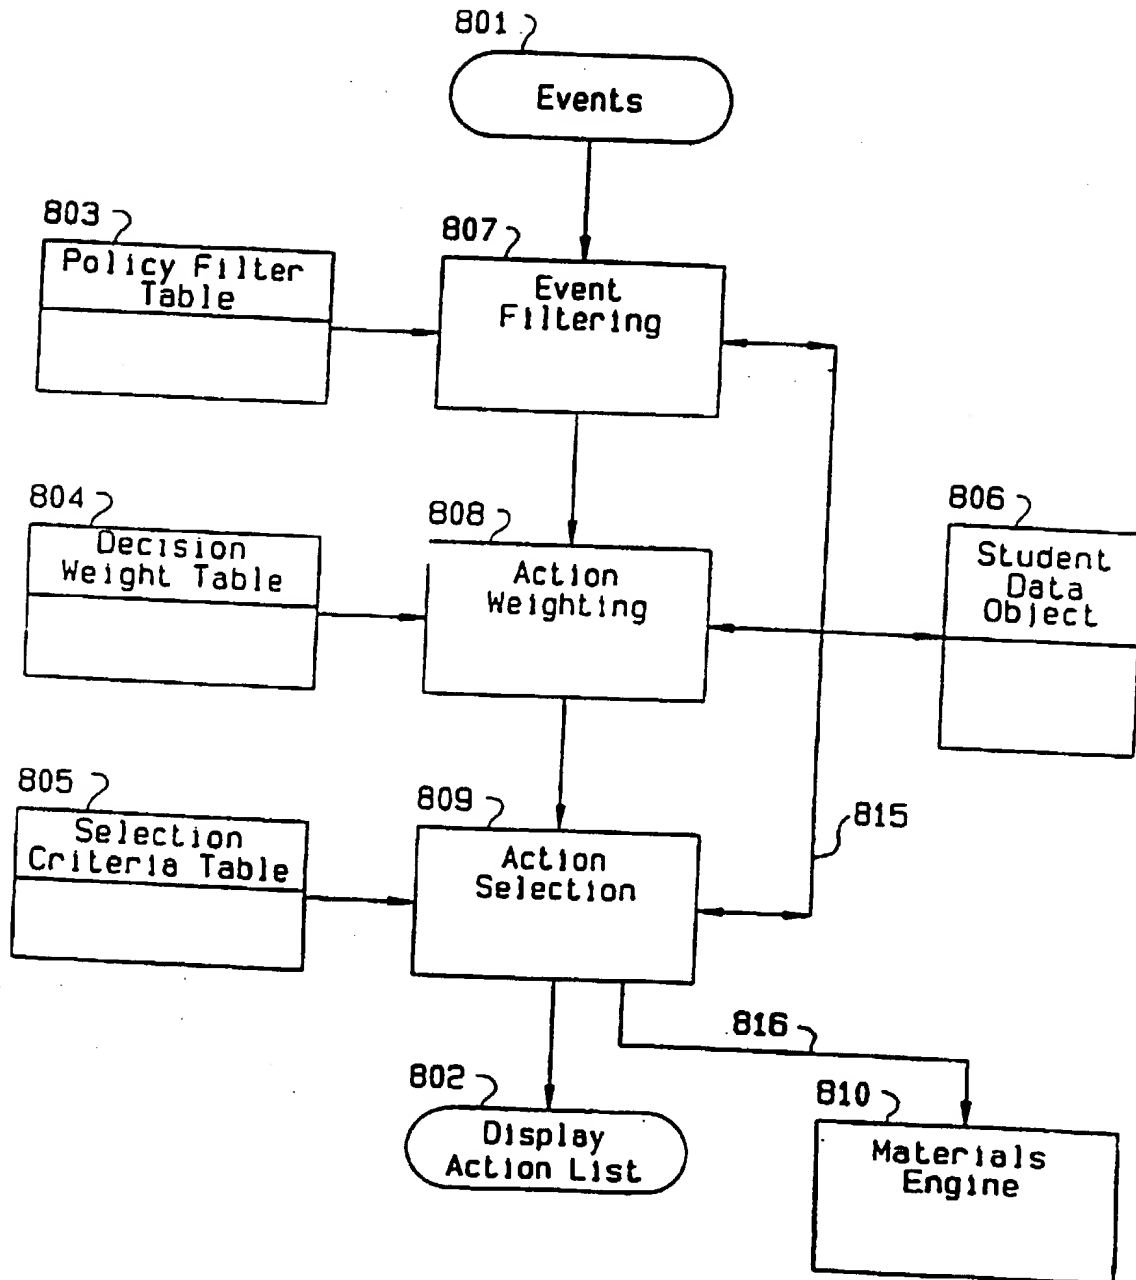 801
Events
803
Policy Filter
Table
807
Event
Filtering
804
Decision
Weight Table
808
Action
Weighting
806
Student
Data
Object
805
Selection
Criteria Table
809
Action
Selection
815
816
802
Display
Action List
810
Materials
Engine